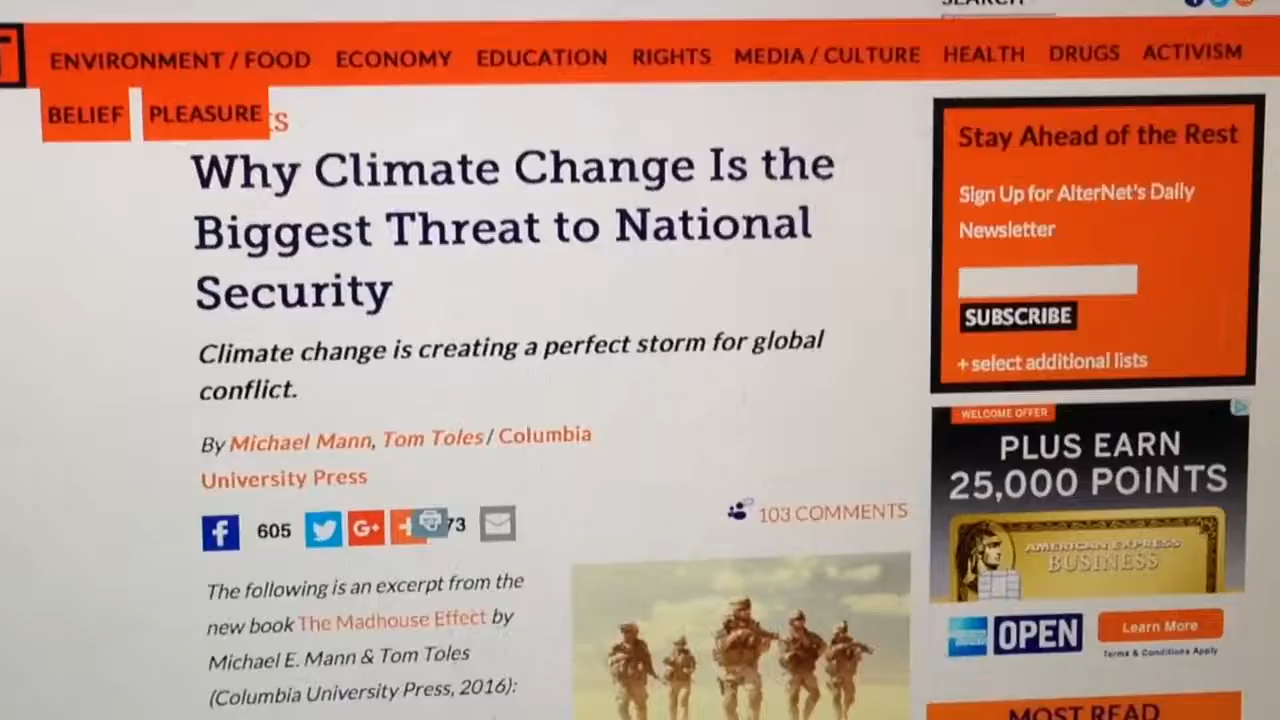 SEARCH
ENVIRONMENT / FOOD ECONOMY EDUCATION RIGHTS MEDIA / CULTURE HEALTH DRUGS ACTIVISM
BELIEF PLEASURE
Why Climate Change Is the
Biggest Threat to National
Security
Climate change is creating a perfect storm for global
conflict.
By Michael Mann, Tom Toles / Columbia
University Press
f 605 G+ 73
103 COMMENTS
The following is an excerpt from the
new book The Madhouse Effect by
Michael E. Mann & Tom Toles
(Columbia University Press, 2016):
Stay Ahead of the Rest
Sign Up for AlterNet's Daily
Newsletter
SUBSCRIBE
+ select additional lists
WELCOME OFFER
PLUS EARN
25,000 POINTS
AMERICAN EXPRESS
BUSINESS
OPEN
Learn More
Terms & Conditions Apply
MOST READ